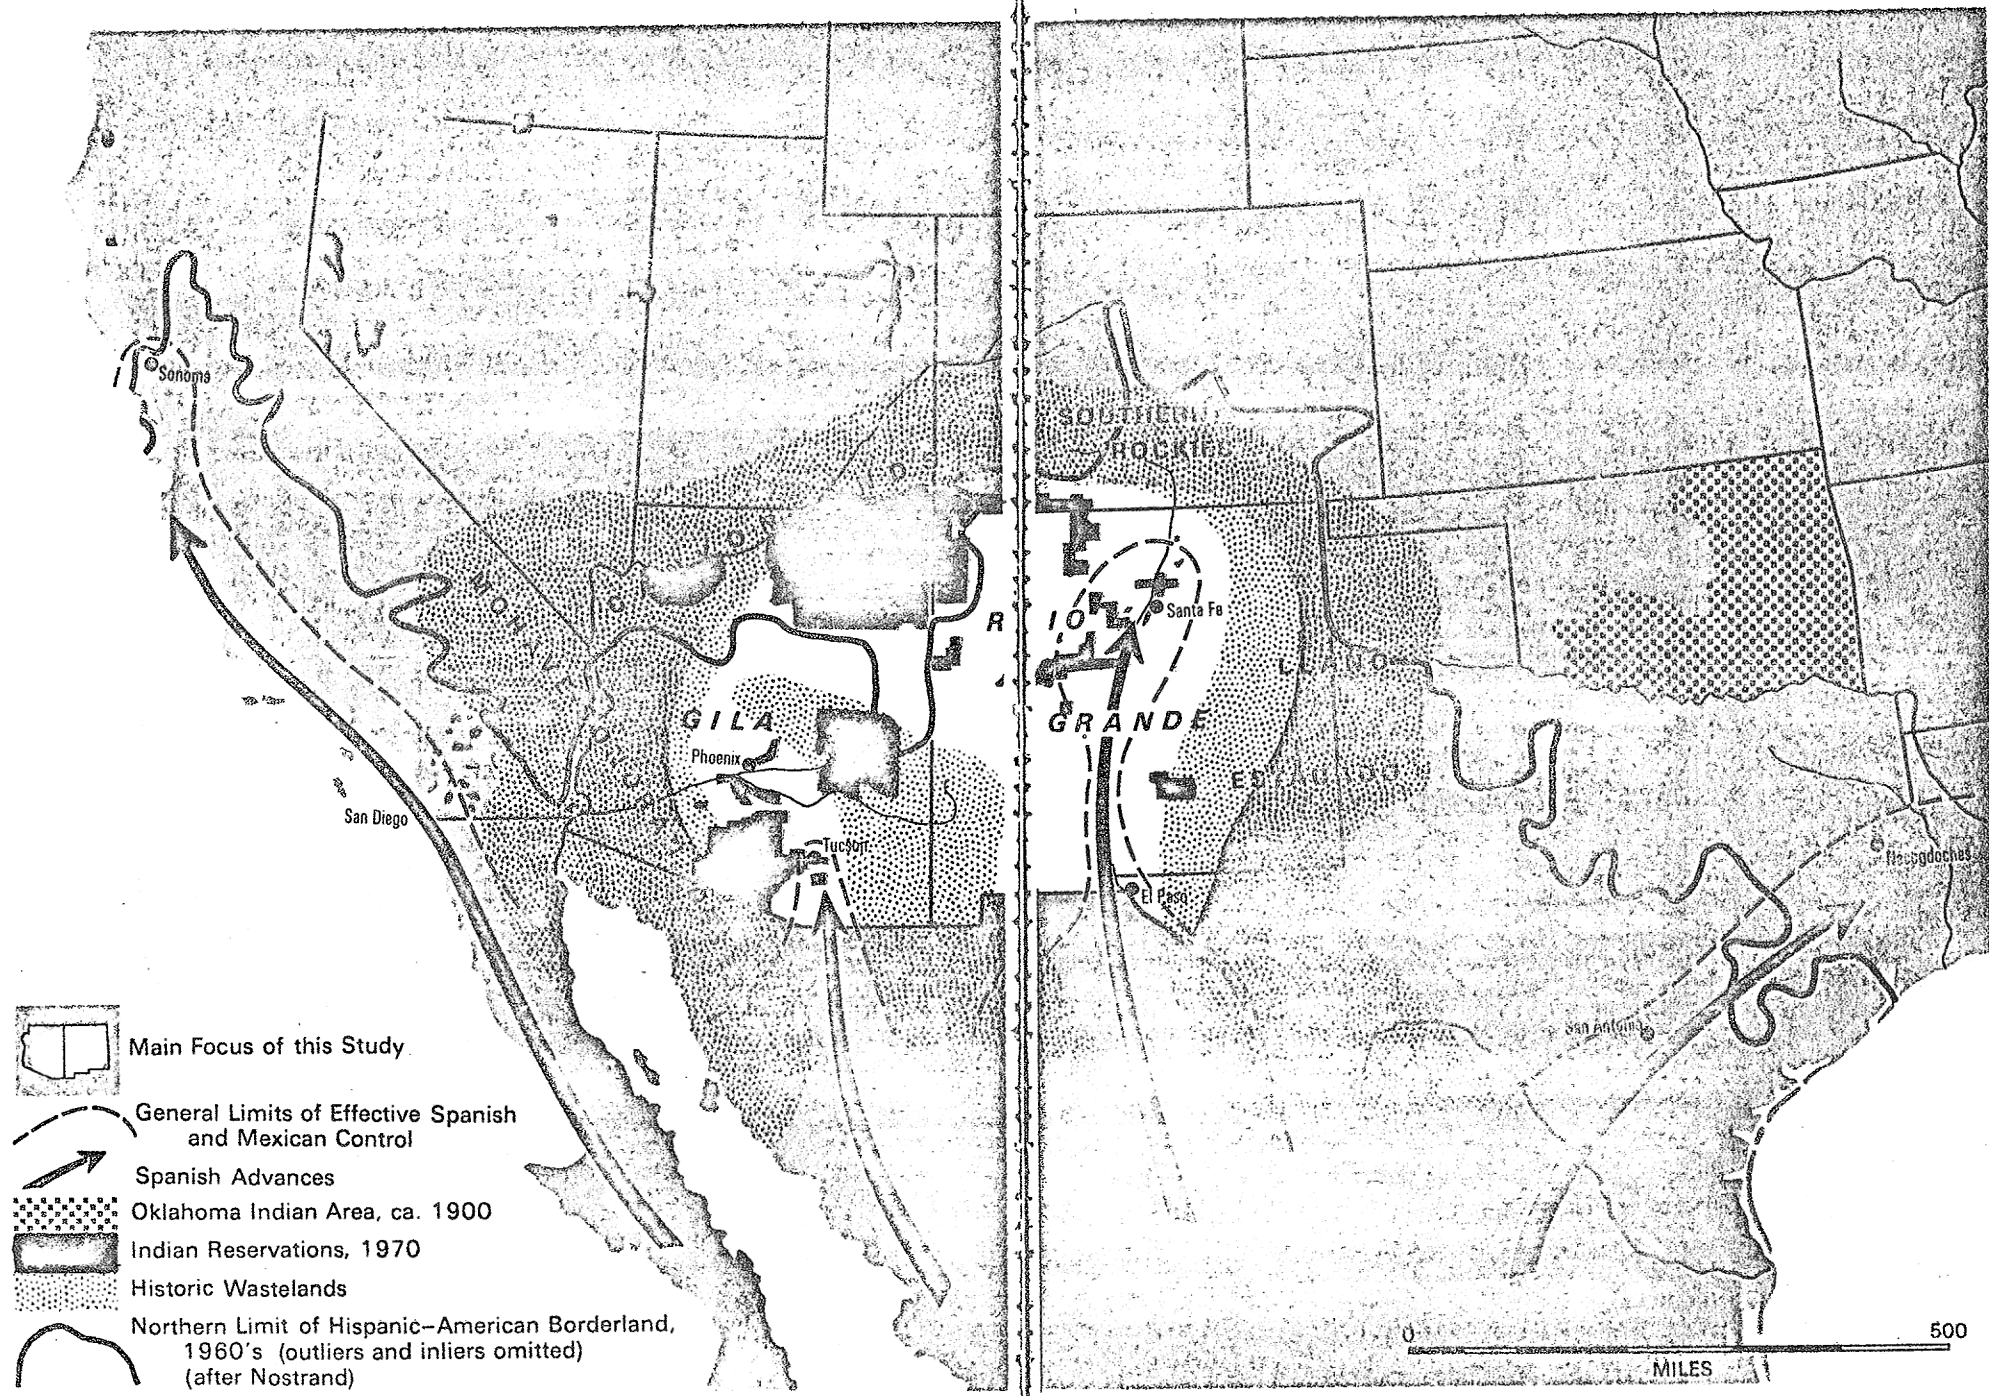 Sonoma
SOUTHERN
ROCKIES
MOHAVE
Santa Fe
RIO
LLANO
GILA
GRANDE
Phoenix
ESTACADO
San Diego
Tucson
Nacogdoches
El Paso
San Antonio
Main Focus of this Study
General Limits of Effective Spanish
and Mexican Control
Spanish Advances
Oklahoma Indian Area, ca. 1900
Indian Reservations, 1970
Historic Wastelands
Northern Limit of Hispanic-American Borderland,
1960's (outliers and inliers omitted)
(after Nostrand)
0 500
MILES